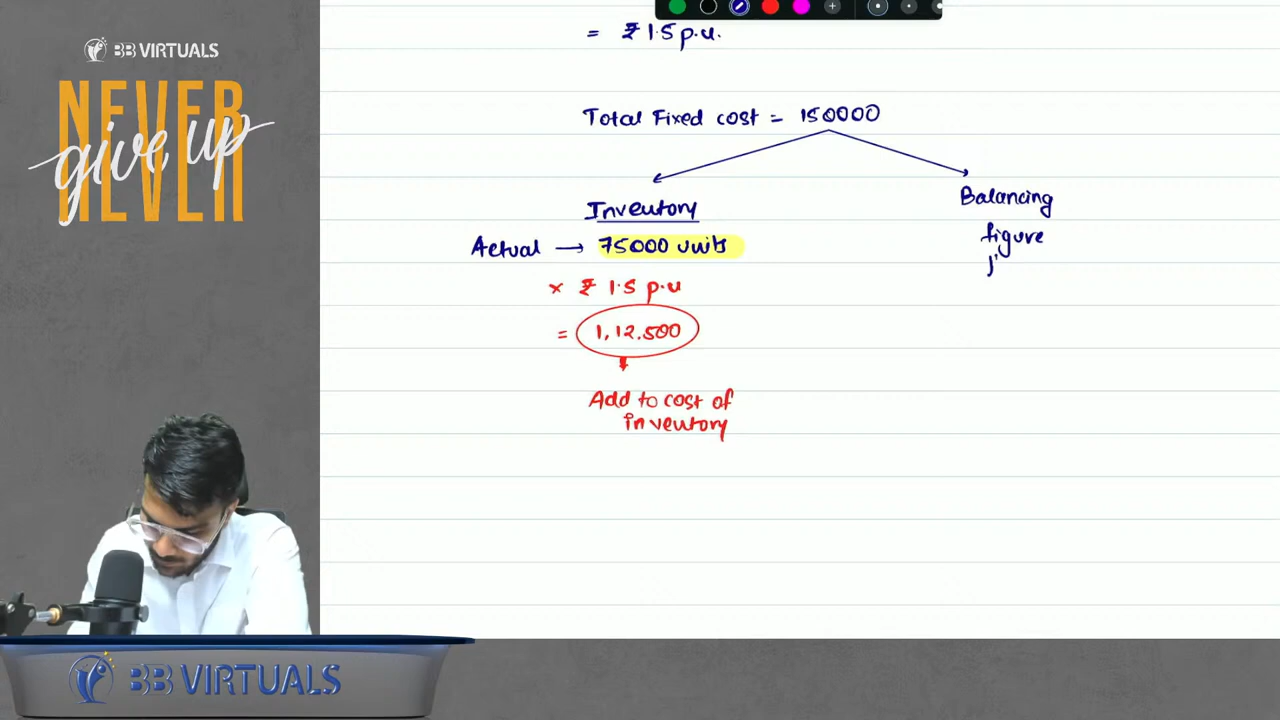 BB VIRTUALS
NEVER
give up
NEVER
= ₹ 1.5 p.u.
Total Fixed cost = 150000
Inventory
Actual → 75000 units
× ₹ 1.5 p.u
= 1,12,500
Add to cost of
inventory
Balancing
figure
BB VIRTUALS